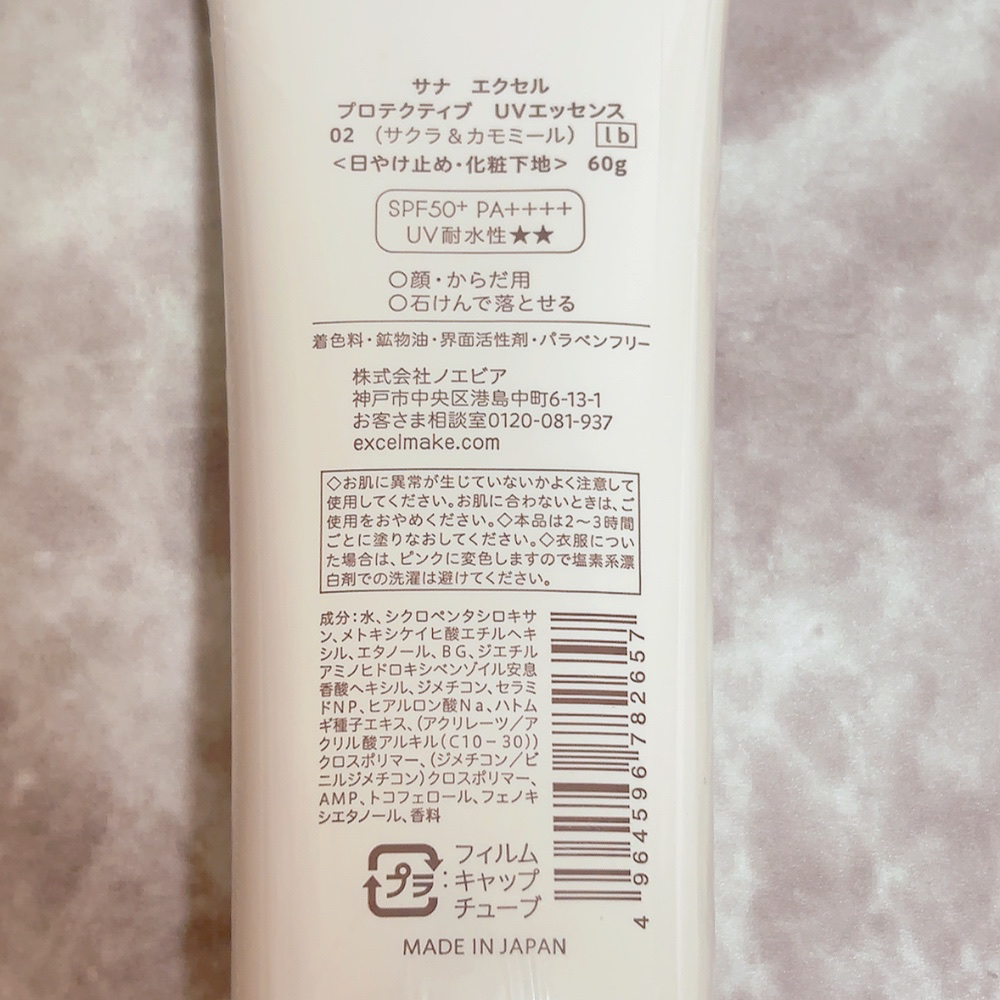 サナ エクセル
プロテクティブ UVエッセンス
02 (サクラ&カモミール) lb
<日やけ止め・化粧下地> 60g
SPF50+ PA++++
UV耐水性★★
○顔・からだ用
○石けんで落とせる
着色料・鉱物油・界面活性剤・パラベンフリー
株式会社ノエビア
神戸市中央区港島中町6-13-1
お客さま相談室0120-081-937
excelmake.com
◇お肌に異常が生じていないかよく注意して
使用してください。お肌に合わないときは、ご
使用をおやめください。◇本品は2〜3時間
ごとに塗りなおしてください。◇衣服につい
た場合は、ピンクに変色しますので塩素系漂
白剤での洗濯は避けてください。
成分:水、シクロペンタシロキサ
ン、メトキシケイヒ酸エチルヘキ
シル、エタノール、BG、ジエチル
アミノヒドロキシベンゾイル安息
香酸ヘキシル、ジメチコン、セラミ
ドNP、ヒアルロン酸Na、ハトム
ギ種子エキス、(アクリレーツ/ア
クリル酸アルキル(C10-30))
クロスポリマー、(ジメチコン/ビ
ニルジメチコン)クロスポリマー、
AMP、トコフェロール、フェノキ
シエタノール、香料
4964596782657
プラ:フィルム
キャップ
チューブ
MADE IN JAPAN